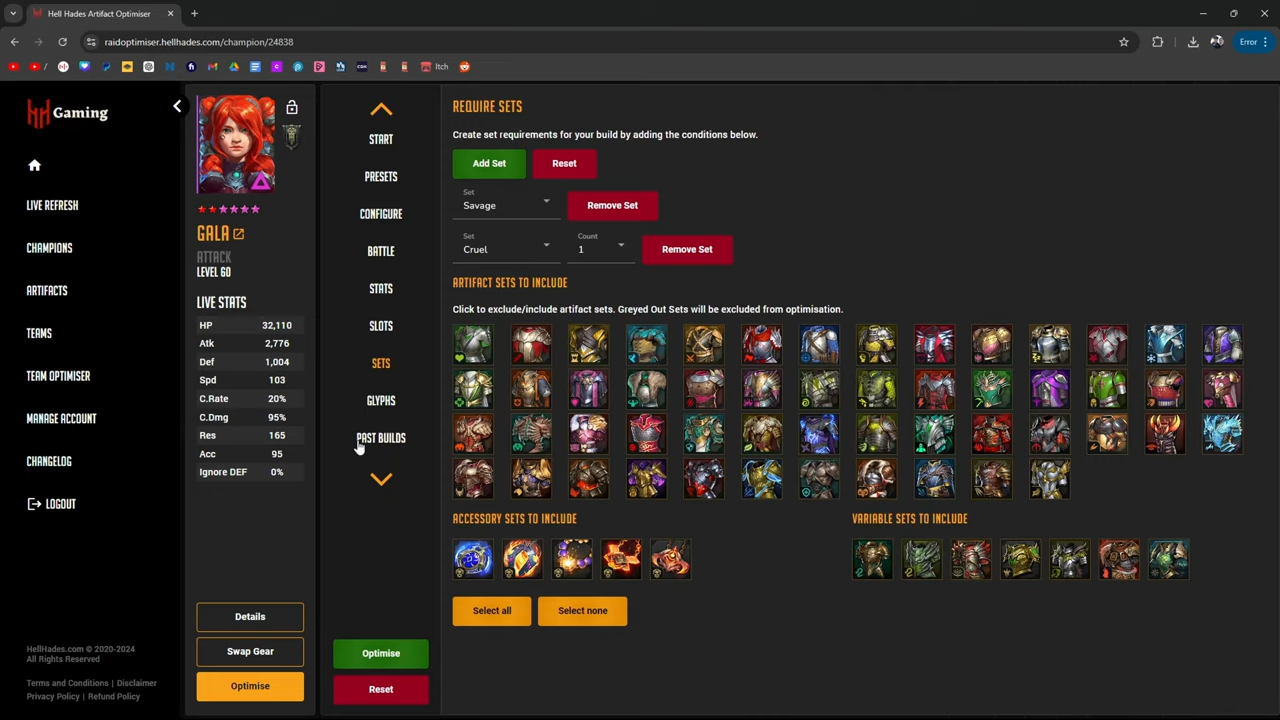 Hell Hades Artifact Optimiser
raidoptimiser.hellhades.com/champion/24838
Error
Itch
Gaming
LIVE REFRESH
CHAMPIONS
ARTIFACTS
TEAMS
TEAM OPTIMISER
MANAGE ACCOUNT
CHANGELOG
LOGOUT
HellHades.com © 2020-2024
All Rights Reserved
Terms and Conditions | Disclaimer
Privacy Policy | Refund Policy
GALA
ATTACK
LEVEL 60
LIVE STATS
HP 32,110
Atk 2,776
Def 1,004
Spd 103
C.Rate 20%
C.Dmg 95%
Res 165
Acc 95
Ignore DEF 0%
Details
Swap Gear
Optimise
START
PRESETS
CONFIGURE
BATTLE
STATS
SLOTS
SETS
GLYPHS
PAST BUILDS
Optimise
Reset
REQUIRE SETS
Create set requirements for your build by adding the conditions below.
Add Set Reset
Set
Savage Remove Set
Set Count
Cruel 1 Remove Set
ARTIFACT SETS TO INCLUDE
Click to exclude/include artifact sets. Greyed Out Sets will be excluded from optimisation.
ACCESSORY SETS TO INCLUDE VARIABLE SETS TO INCLUDE
Select all Select none